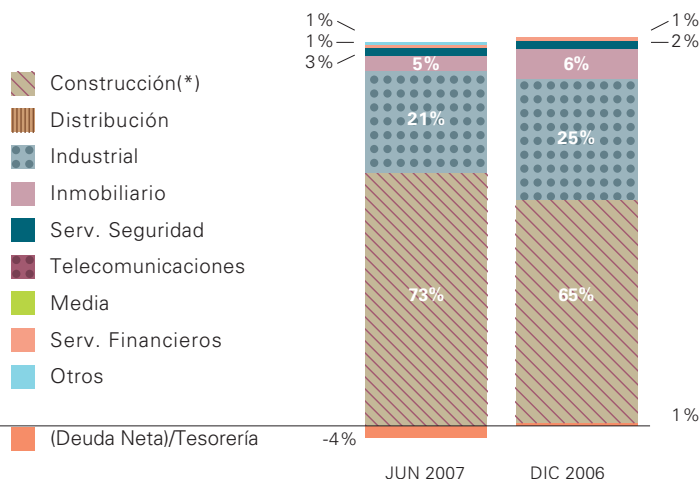 1%
1%
3%
5%
21%
73%
-4%
1%
2%
6%
25%
65%
1%
Construcción(*)
Distribución
Industrial
Inmobiliario
Serv. Seguridad
Telecomunicaciones
Media
Serv. Financieros
Otros
(Deuda Neta)/Tesorería
JUN 2007
DIC 2006